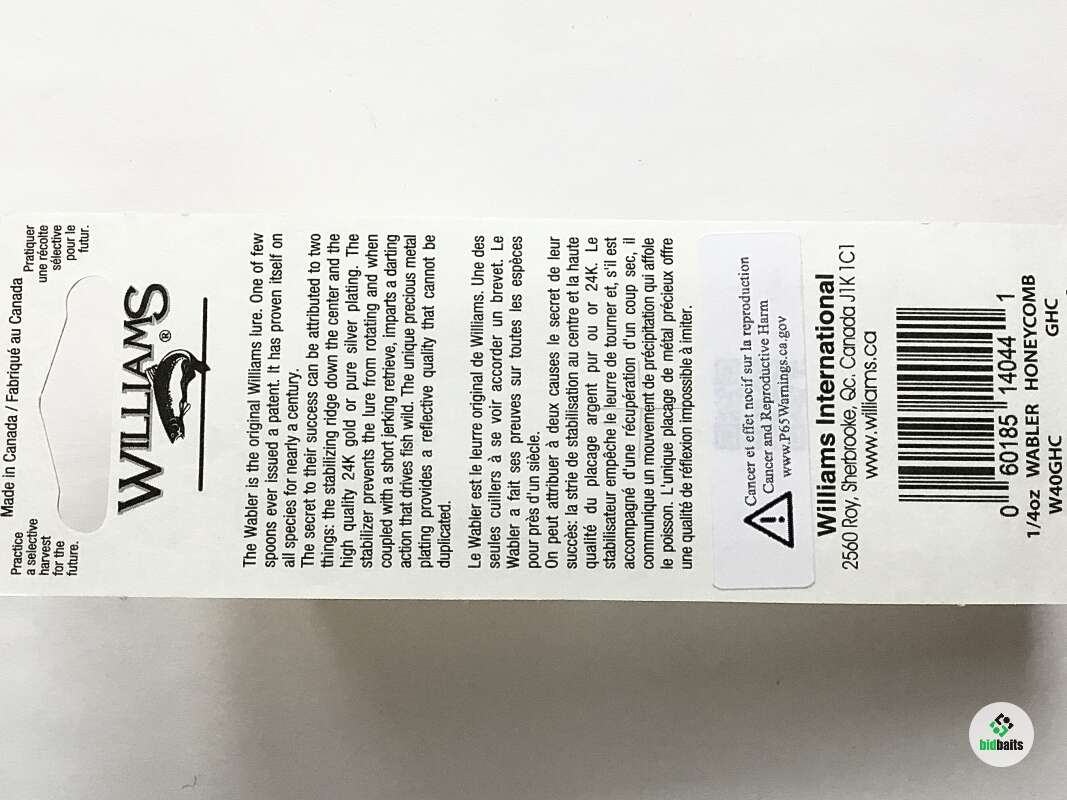 Made in Canada / Fabriqué au Canada
Practice
a selective
harvest
for the
future.
Pratiquer
une récolte
sélective
pour le
futur.
WILLIAMS®
The Wabler is the original Williams lure. One of few
spoons ever issued a patent. It has proven itself on
all species for nearly a century.
The secret to their success can be attributed to two
things: the stabilizing ridge down the center and the
high quality 24K gold or pure silver plating. The
stabilizer prevents the lure from rotating and when
coupled with a short jerking retrieve, imparts a darting
action that drives fish wild. The unique precious metal
plating provides a reflective quality that cannot be
duplicated.
Le Wabler est le leurre original de Williams. Une des
seules cuillers à se voir accorder un brevet. Le
Wabler a fait ses preuves sur toutes les espèces
pour près d'un siècle.
On peut attribuer à deux causes le secret de leur
succès: la strie de stabilisation au centre et la haute
qualité du placage argent pur ou or 24K. Le
stabilisateur empêche le leurre de tourner et, s'il est
accompagné d'une récupération d'un coup sec, il
communique un mouvement de précipitation qui affole
le poisson. L'unique placage de métal précieux offre
une qualité de réflexion impossible à imiter.
Cancer et effet nocif sur la reproduction
Cancer and Reproductive Harm
www.P65Warnings.ca.gov
Williams International
2560 Roy, Sherbrooke, Qc. Canada J1K 1C1
www.williams.ca
0 60185 14044 1
1/4oz WABLER HONEYCOMB
W40GHC GHC
bidbaits